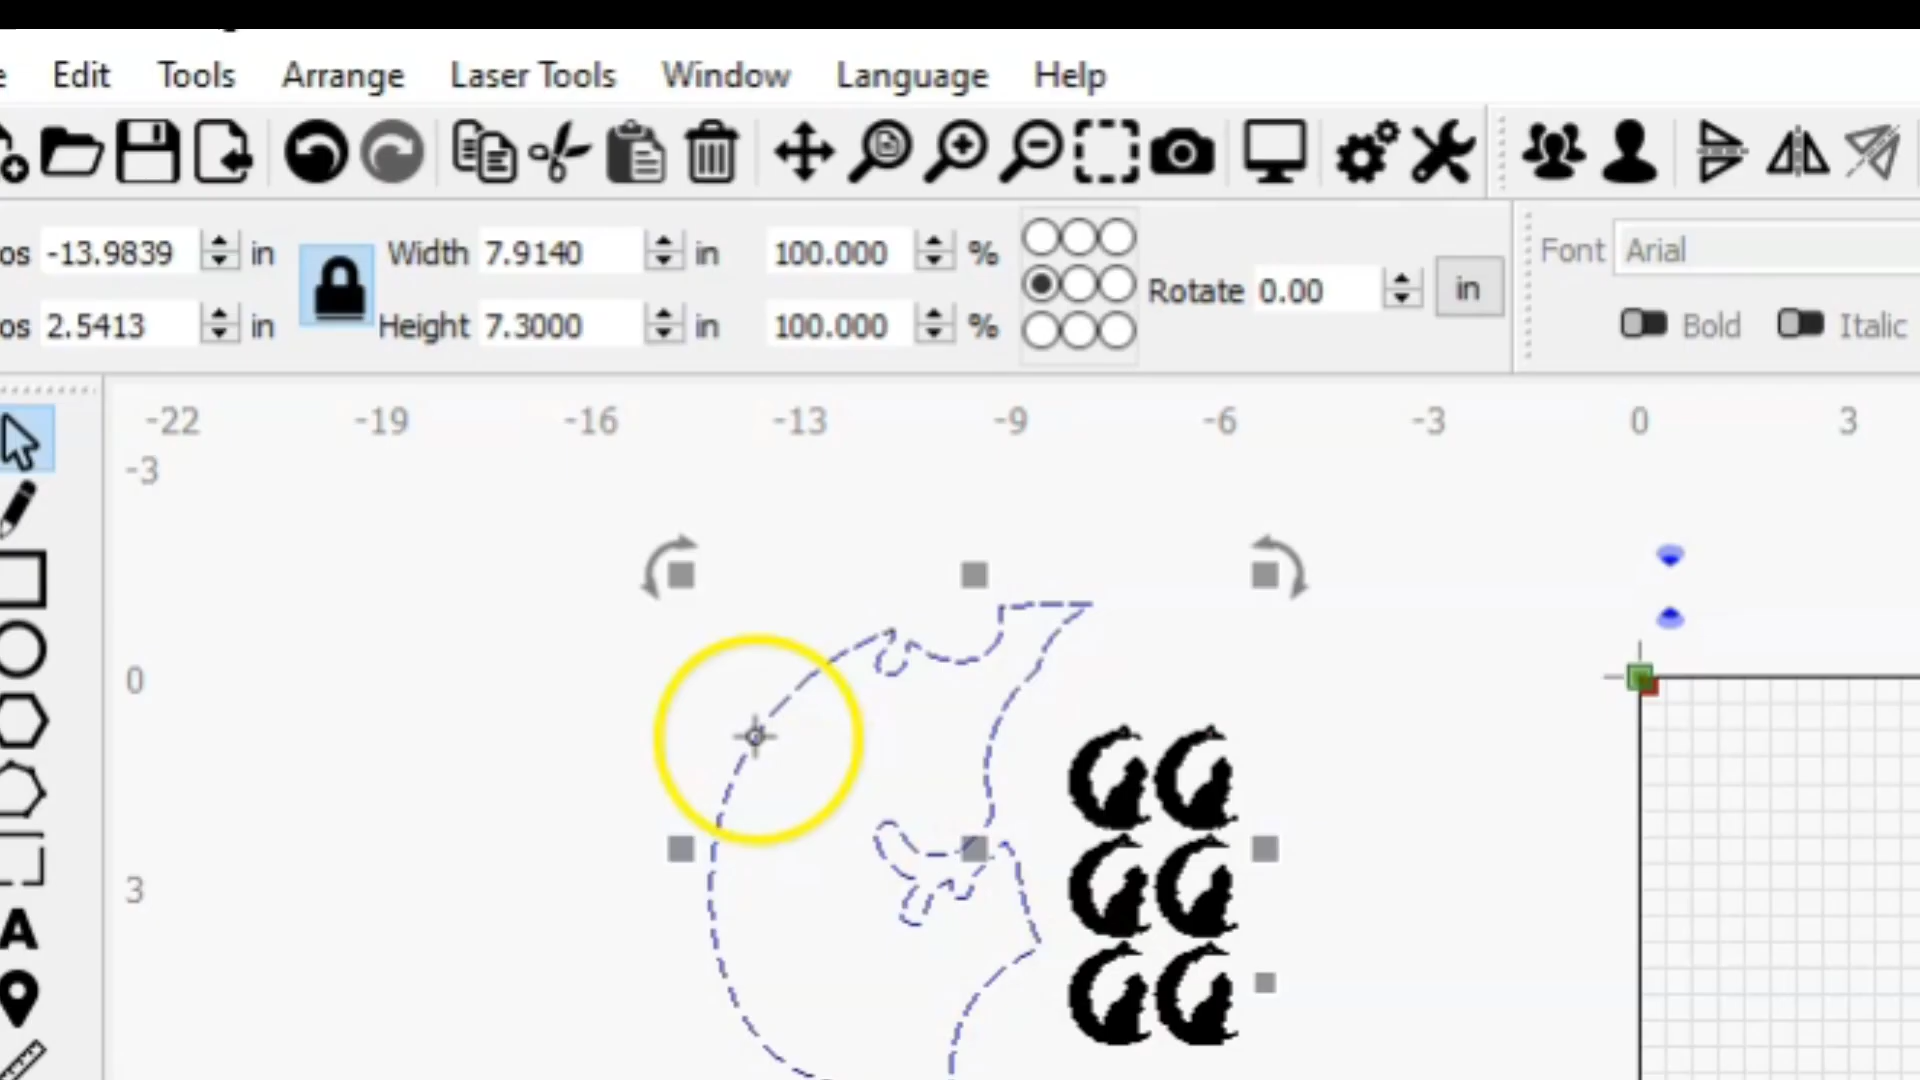 e Edit Tools Arrange Laser Tools Window Language Help
os -13.9839 in Width 7.9140 in 100.000 %
os 2.5413 in Height 7.3000 in 100.000 %
Rotate 0.00 in
Font Arial
Bold Italic
-22 -19 -16 -13 -9 -6 -3 0 3
-3
0
3
A